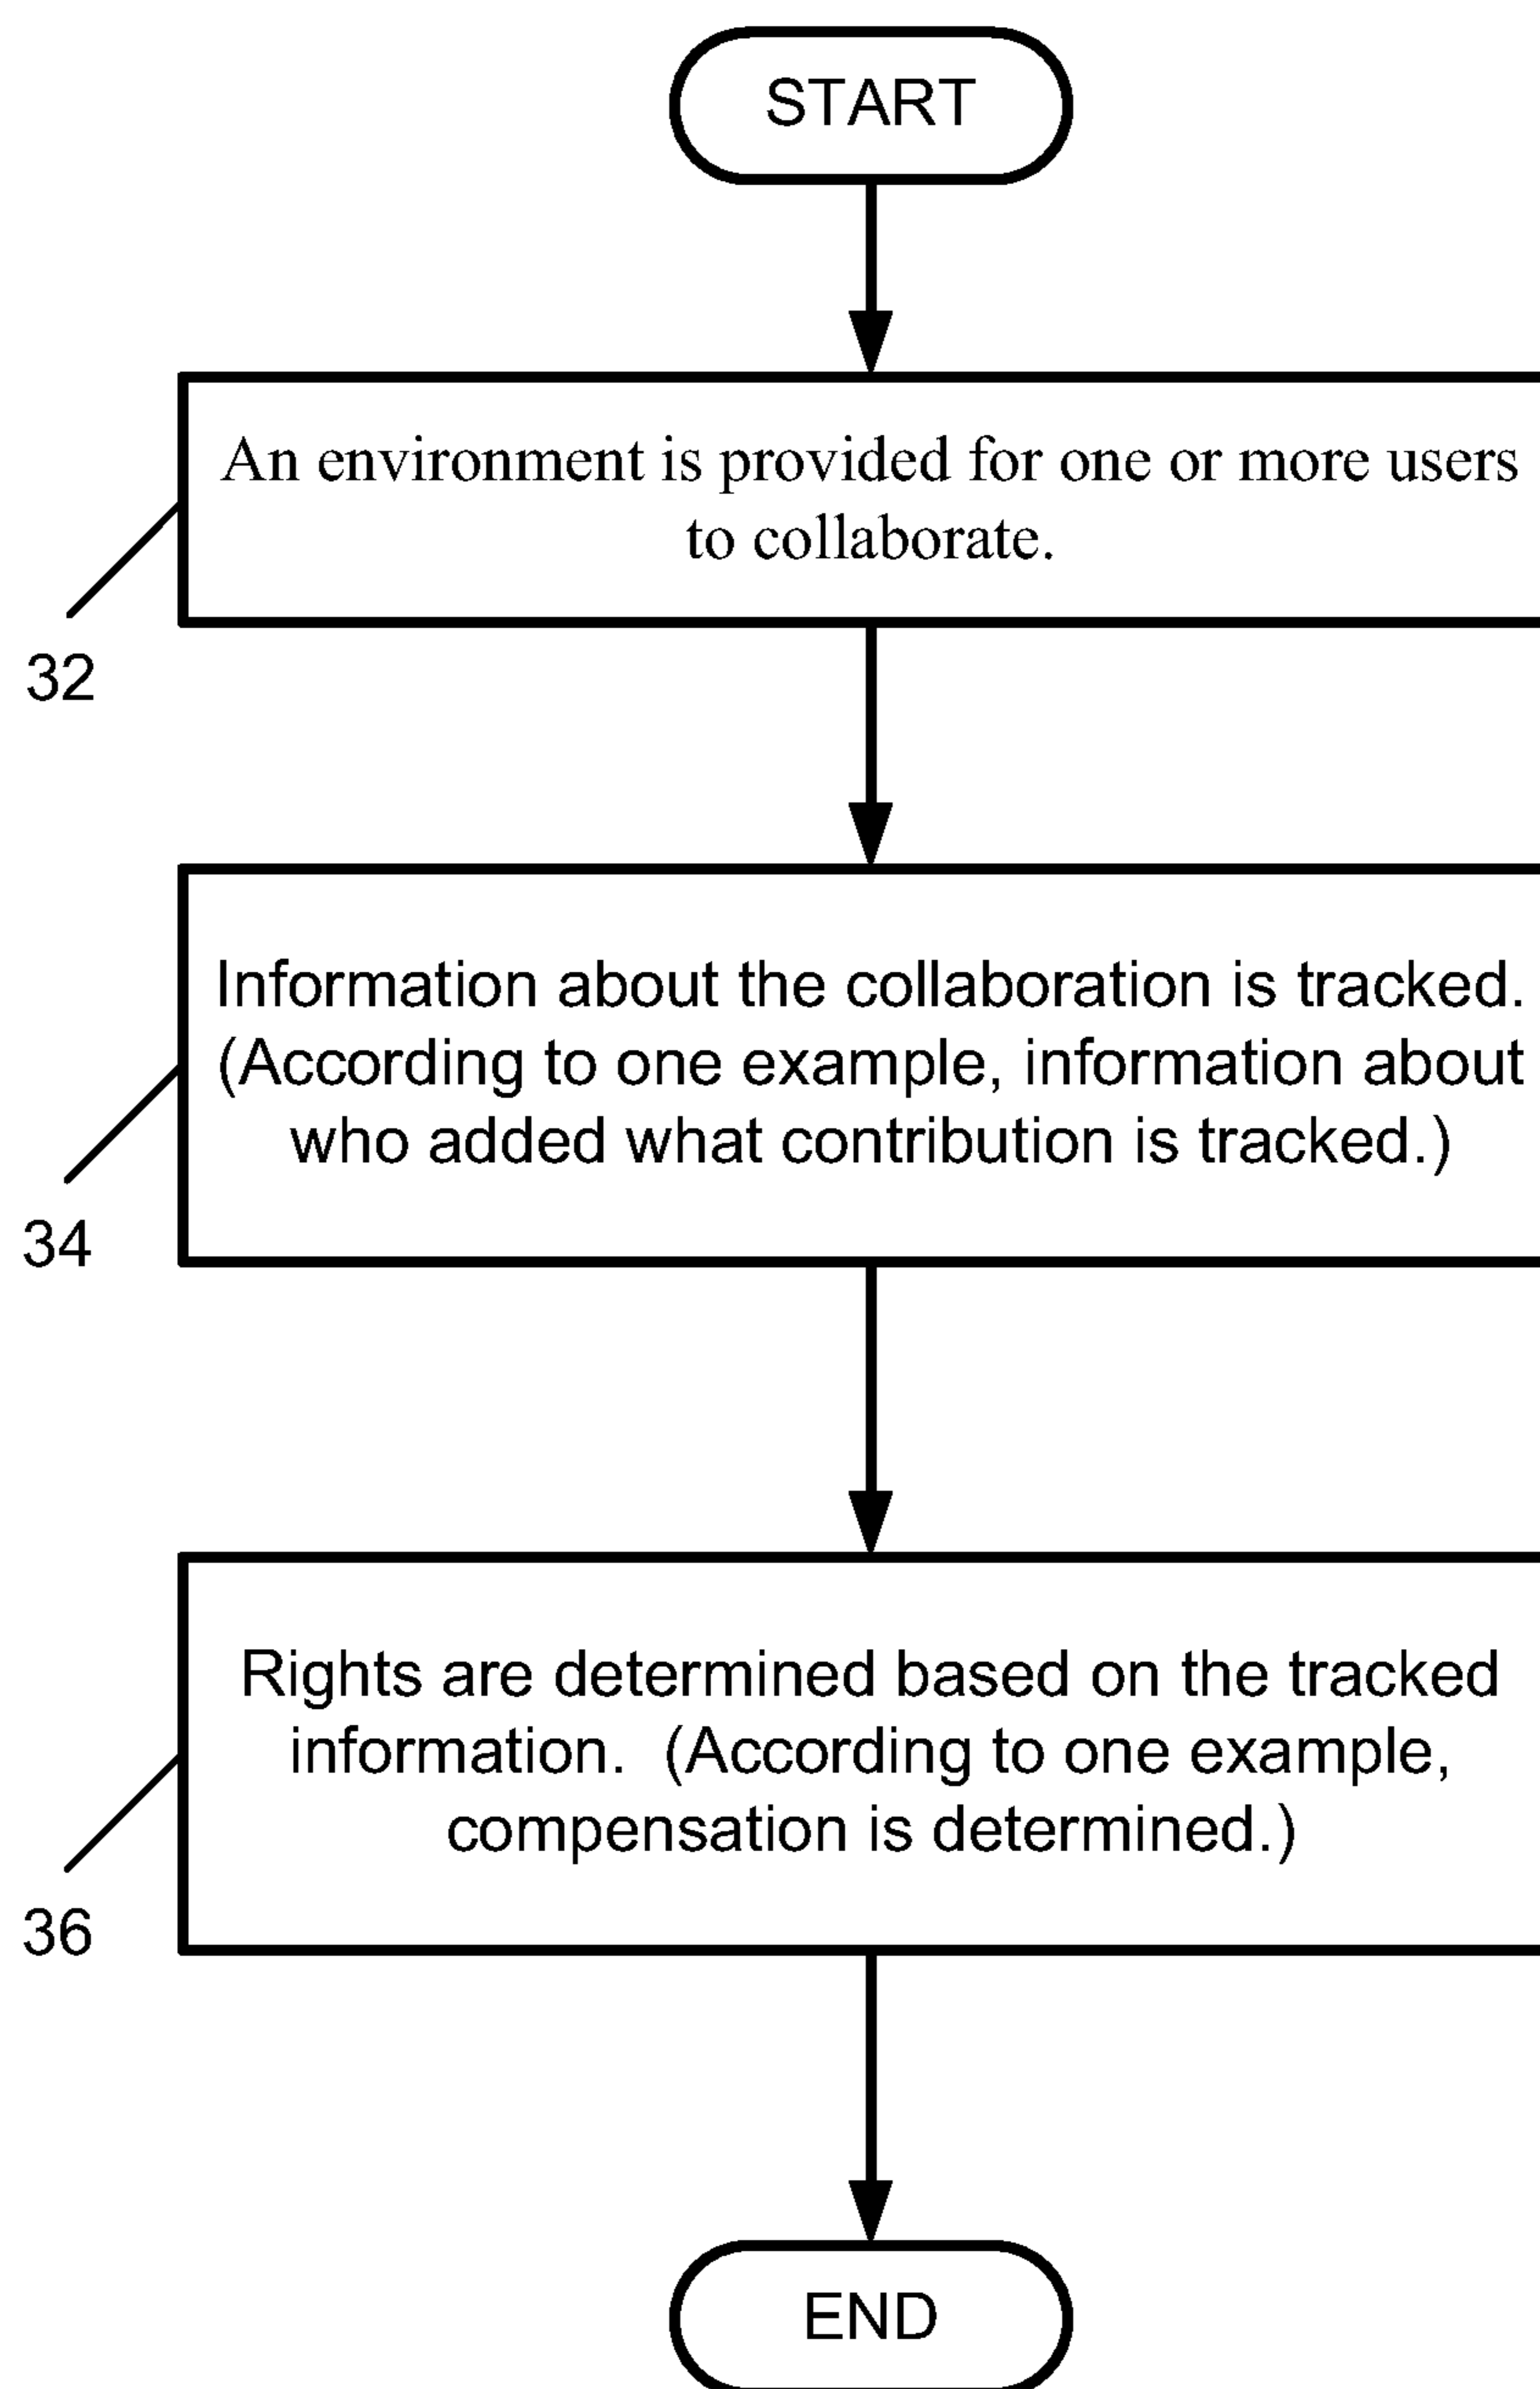 START
An environment is provided for one or more users
to collaborate.
32
Information about the collaboration is tracked.
(According to one example, information about
who added what contribution is tracked.)
34
Rights are determined based on the tracked
information.  (According to one example,
compensation is determined.)
36
END